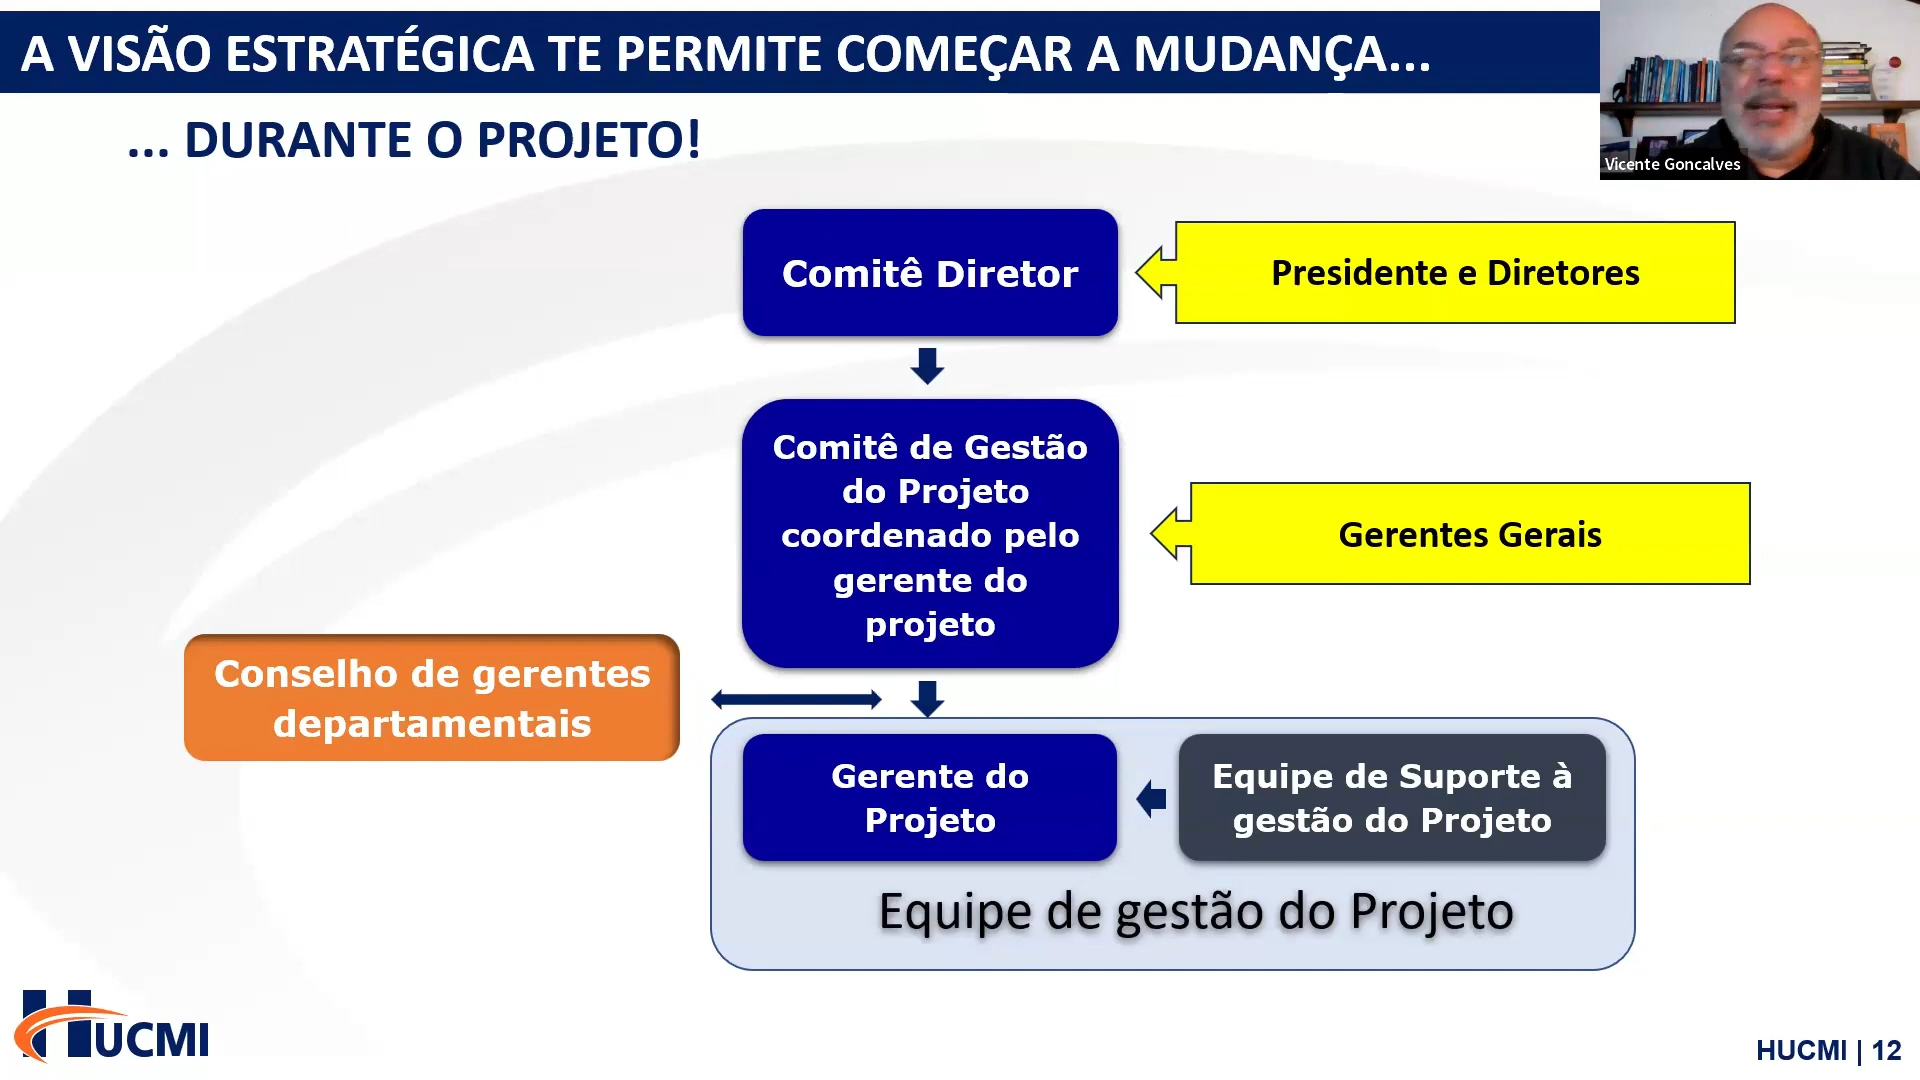 A VISÃO ESTRATÉGICA TE PERMITE COMEÇAR A MUDANÇA...
... DURANTE O PROJETO!
Vicente Goncalves
Comitê Diretor
Presidente e Diretores
Comitê de Gestão
do Projeto
coordenado pelo
gerente do
projeto
Gerentes Gerais
Conselho de gerentes
departamentais
Gerente do
Projeto
Equipe de Suporte à
gestão do Projeto
Equipe de gestão do Projeto
HUCMI
HUCMI | 12